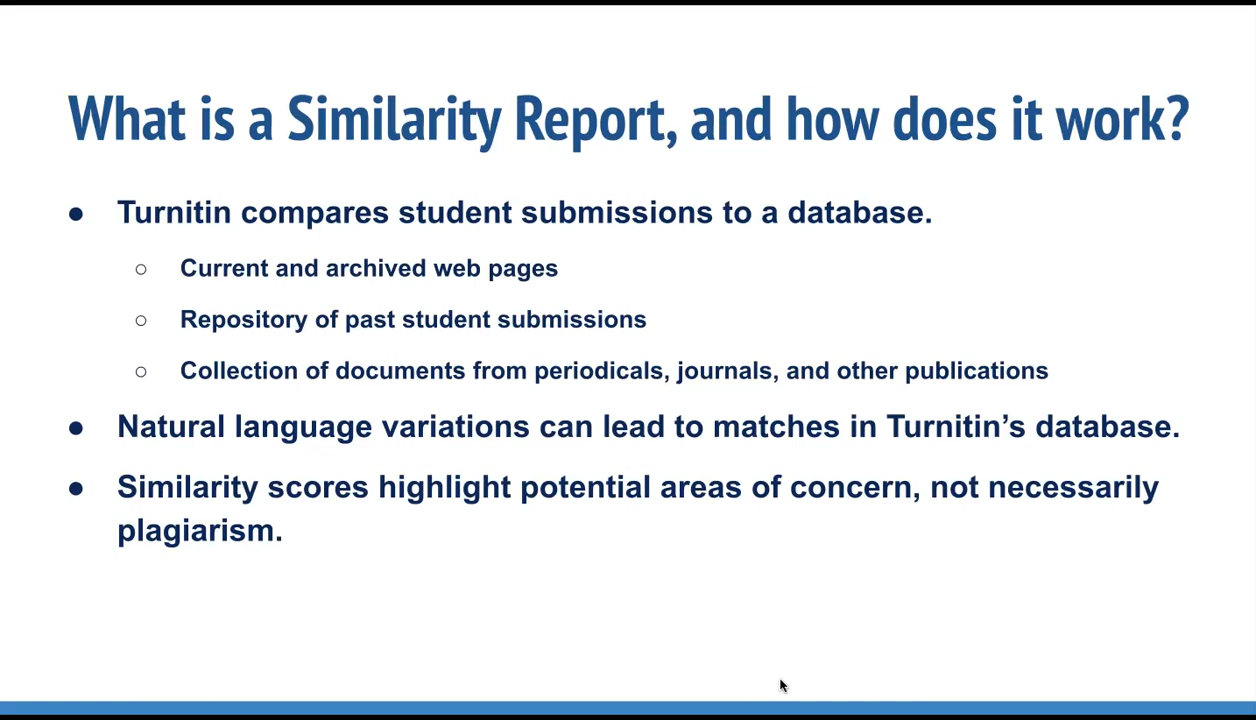 What is a Similarity Report, and how does it work?
● Turnitin compares student submissions to a database.
○ Current and archived web pages
○ Repository of past student submissions
○ Collection of documents from periodicals, journals, and other publications
● Natural language variations can lead to matches in Turnitin’s database.
● Similarity scores highlight potential areas of concern, not necessarily
plagiarism.